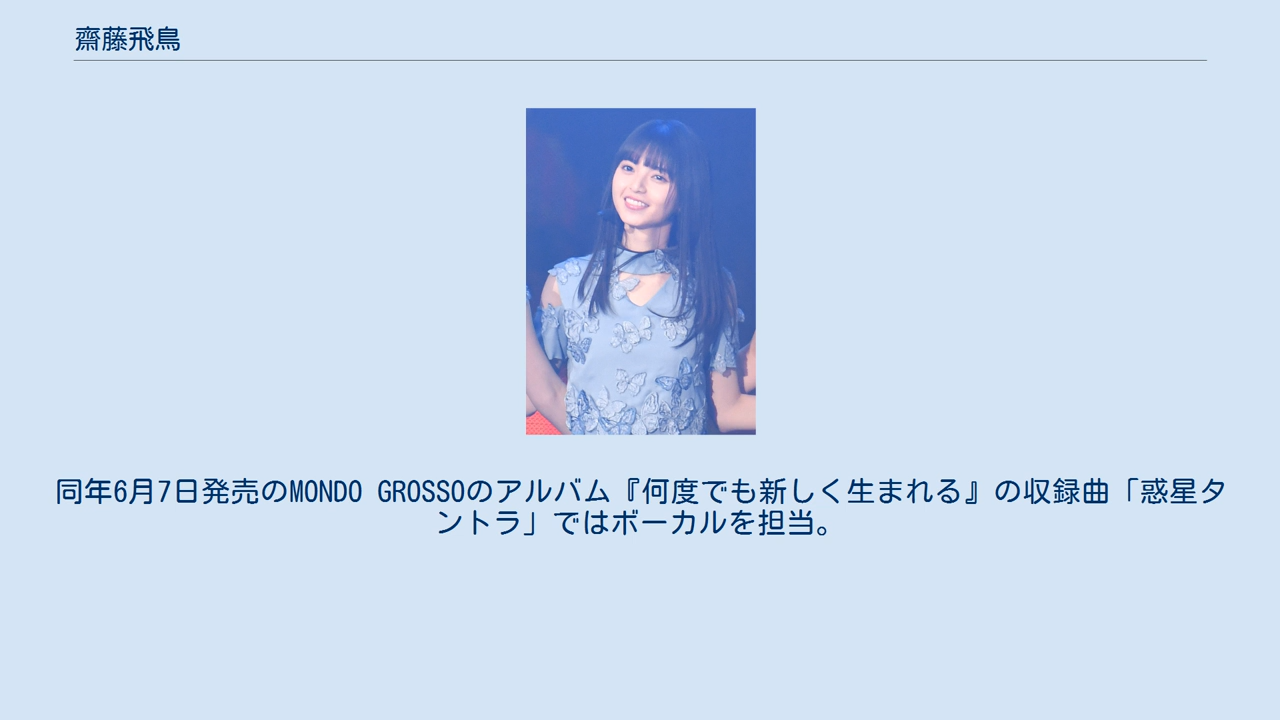 齋藤飛鳥
同年6月7日発売のMONDO GROSSOのアルバム『何度でも新しく生まれる』の収録曲「惑星タ
ントラ」ではボーカルを担当。